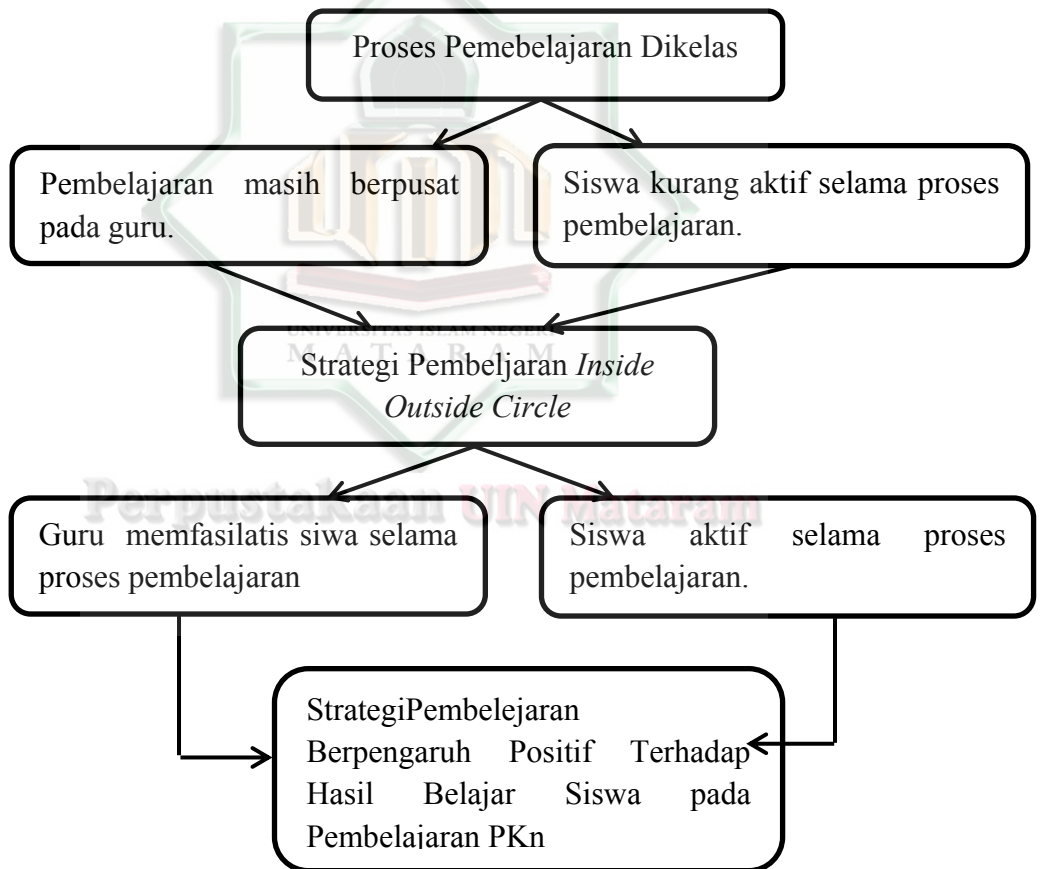 Proses Pemebelajaran Dikelas
Pembelajaran masih berpusat
pada guru.
Siswa kurang aktif selama proses
pembelajaran.
UNIVERSITAS ISLAM NEGERI
M A T A R A M
Strategi Pembeljaran Inside
Outside Circle
Perpustakaan UIN Mataram
Guru memfasilatis siwa selama
proses pembelajaran
Siswa aktif selama proses
pembelajaran.
StrategiPembelejaran
Berpengaruh Positif Terhadap
Hasil Belajar Siswa pada
Pembelajaran PKn